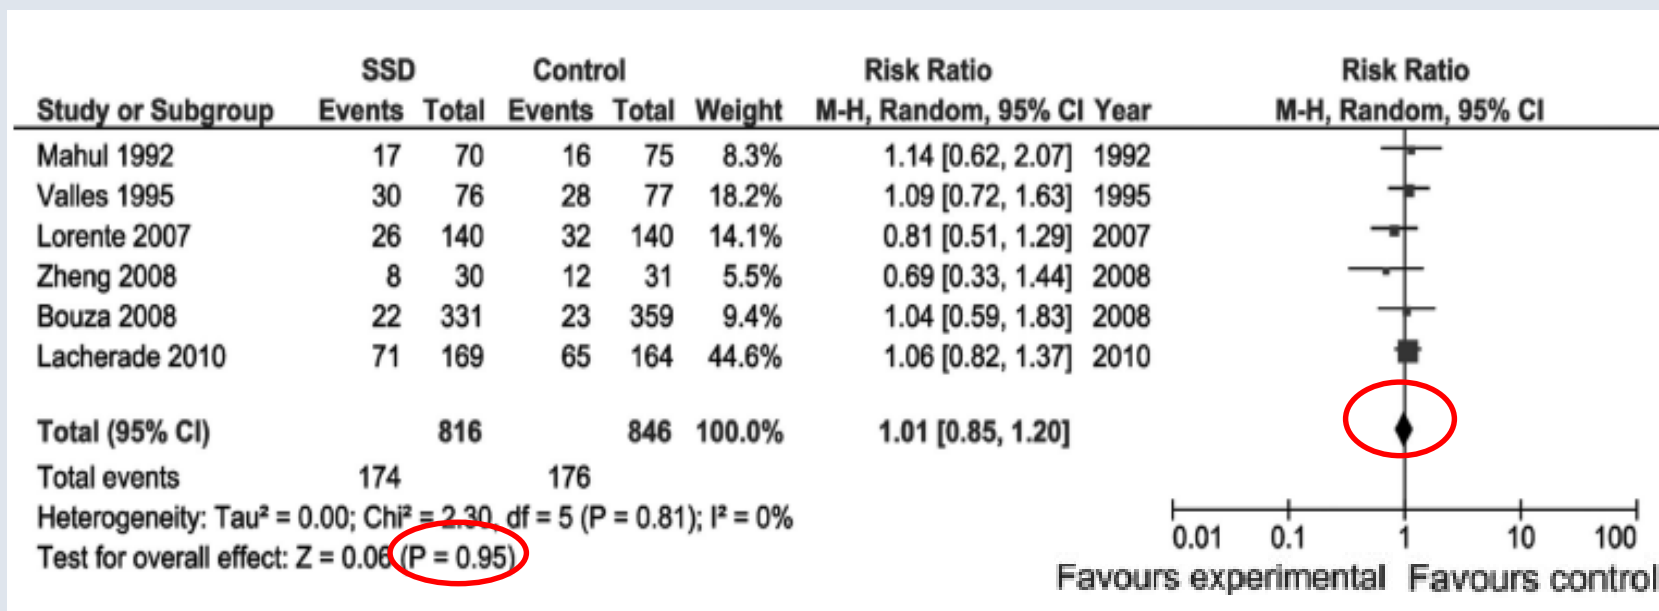 SSD Control Risk Ratio Risk Ratio
Study or Subgroup Events Total Events Total Weight M-H, Random, 95% CI Year M-H, Random, 95% CI
Mahul 1992 17 70 16 75 8.3% 1.14 [0.62, 2.07] 1992
Valles 1995 30 76 28 77 18.2% 1.09 [0.72, 1.63] 1995
Lorente 2007 26 140 32 140 14.1% 0.81 [0.51, 1.29] 2007
Zheng 2008 8 30 12 31 5.5% 0.69 [0.33, 1.44] 2008
Bouza 2008 22 331 23 359 9.4% 1.04 [0.59, 1.83] 2008
Lacherade 2010 71 169 65 164 44.6% 1.06 [0.82, 1.37] 2010
Total (95% CI) 816 846 100.0% 1.01 [0.85, 1.20]
Total events 174 176
Heterogeneity: Tau² = 0.00; Chi² = 2.30, df = 5 (P = 0.81); I² = 0%
Test for overall effect: Z = 0.06 (P = 0.95)
0.01 0.1 1 10 100
Favours experimental Favours control